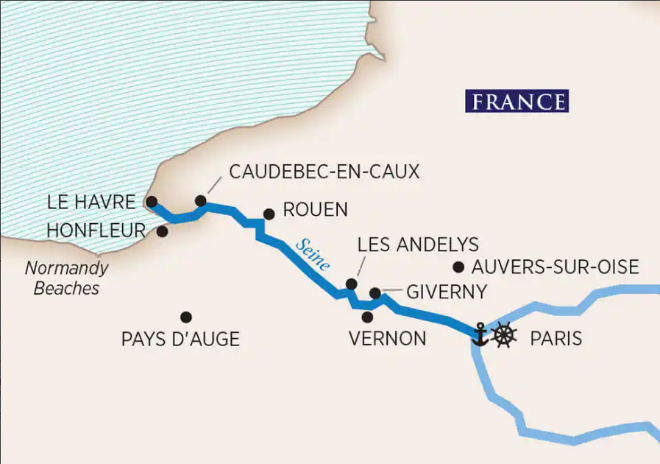 FRANCE
CAUDEBEC-EN-CAUX
LE HAVRE
ROUEN
HONFLEUR
Seine
LES ANDELYS
Normandy
Beaches
AUVERS-SUR-OISE
GIVERNY
PAYS D'AUGE
VERNON
PARIS